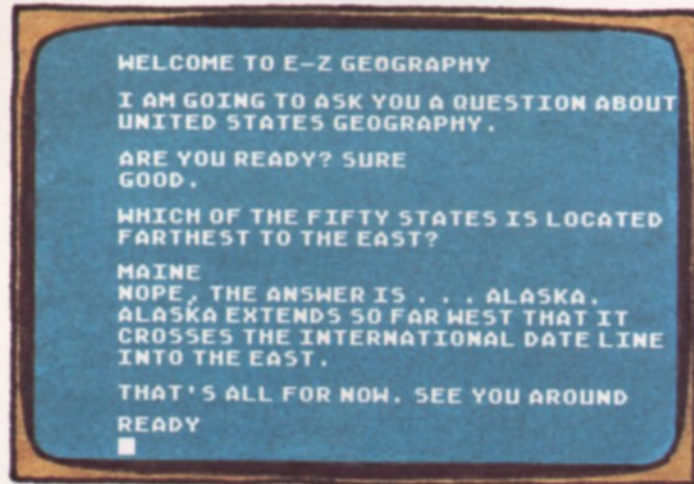 WELCOME TO E-Z GEOGRAPHY
I AM GOING TO ASK YOU A QUESTION ABOUT
UNITED STATES GEOGRAPHY.
ARE YOU READY? SURE
GOOD.
WHICH OF THE FIFTY STATES IS LOCATED
FARTHEST TO THE EAST?
MAINE
NOPE, THE ANSWER IS . . . ALASKA.
ALASKA EXTENDS SO FAR WEST THAT IT
CROSSES THE INTERNATIONAL DATE LINE
INTO THE EAST.
THAT'S ALL FOR NOW. SEE YOU AROUND
READY